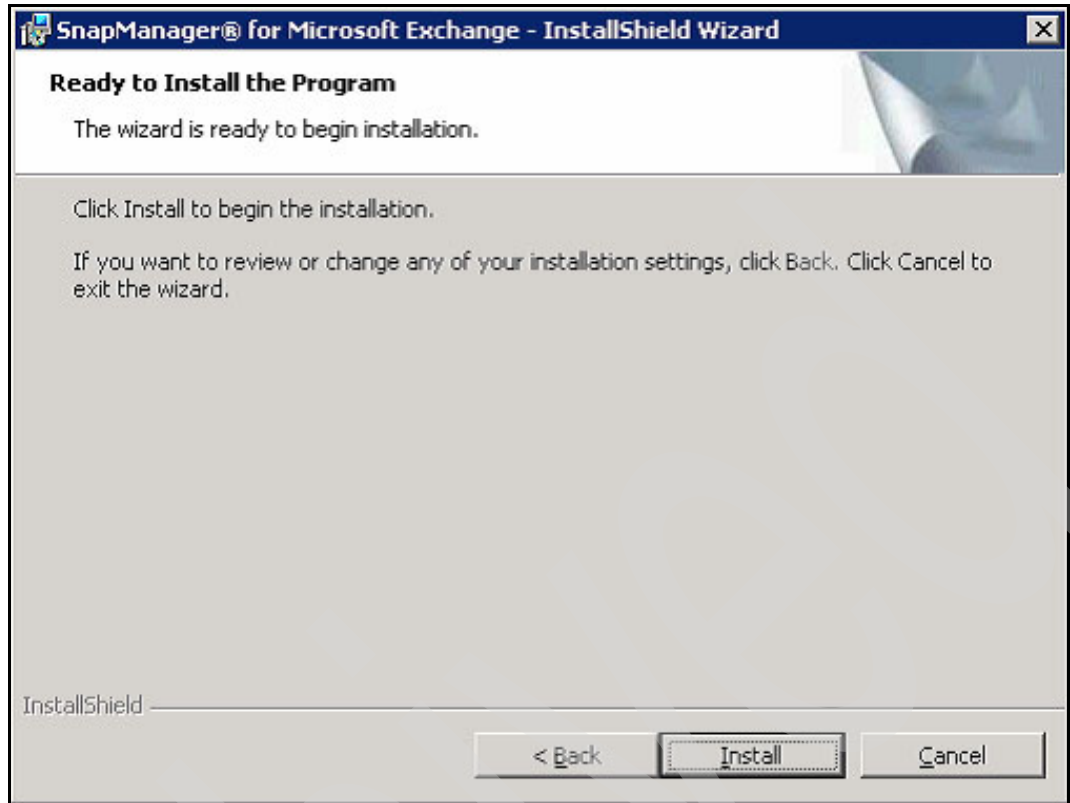 SnapManager® for Microsoft Exchange - InstallShield Wizard
Ready to Install the Program
The wizard is ready to begin installation.
Click Install to begin the installation.
If you want to review or change any of your installation settings, click Back. Click Cancel to
exit the wizard.
InstallShield
< Back
Install
Cancel